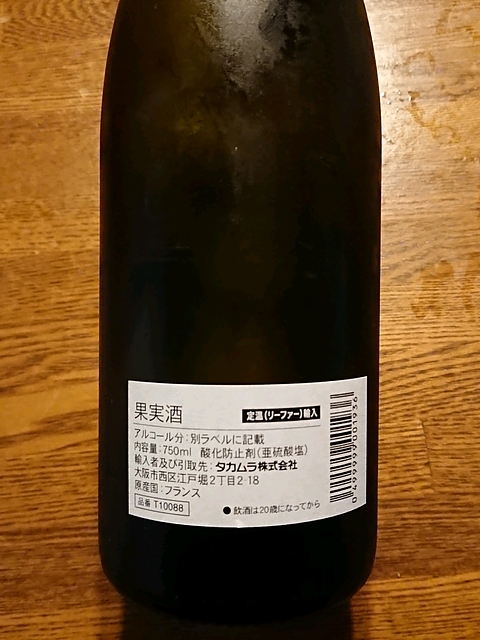 果実酒
定温(リーファー)輸入
アルコール分:別ラベルに記載
内容量:750ml 酸化防止剤(亜硫酸塩)
輸入者及び引取先:タカムラ株式会社
大阪市西区江戸堀2丁目2-18
原産国:フランス
品番 T10088
●飲酒は20歳になってから
0499999001936